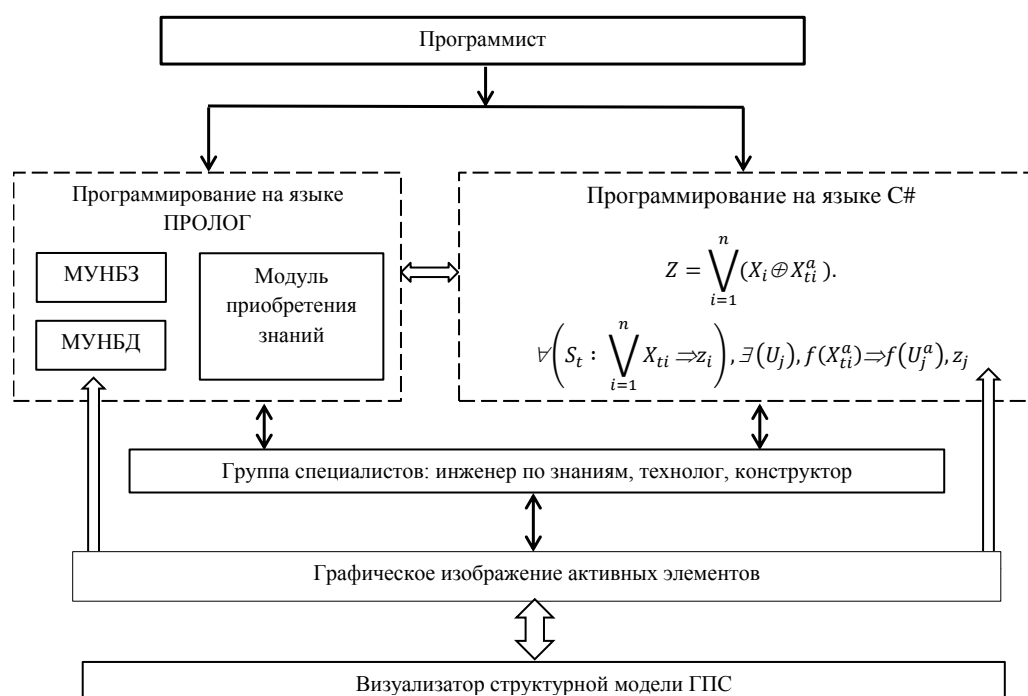 Программист
Программирование на языке
ПРОЛОГ
МУНБЗ
МУНБД
Модуль
приобретения
знаний
Программирование на языке C#
Z = ⋁_{i=1}^{n} (X_i ⊕ X_{ti}^{a}).
∀(S_t : ⋁_{i=1}^{n} X_{ti} ⇒ z_i), ∃(U_j), f(X_{ti}^{a}) ⇒ f(U_j^{a}), z_j
Группа специалистов: инженер по знаниям, технолог, конструктор
Графическое изображение активных элементов
Визуализатор структурной модели ГПС